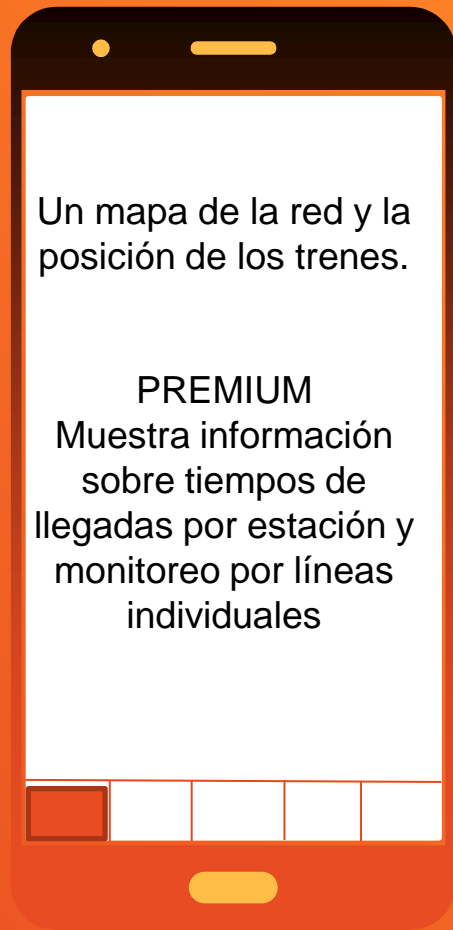 Un mapa de la red y la
posición de los trenes.
PREMIUM
Muestra información
sobre tiempos de
llegadas por estación y
monitoreo por líneas
individuales